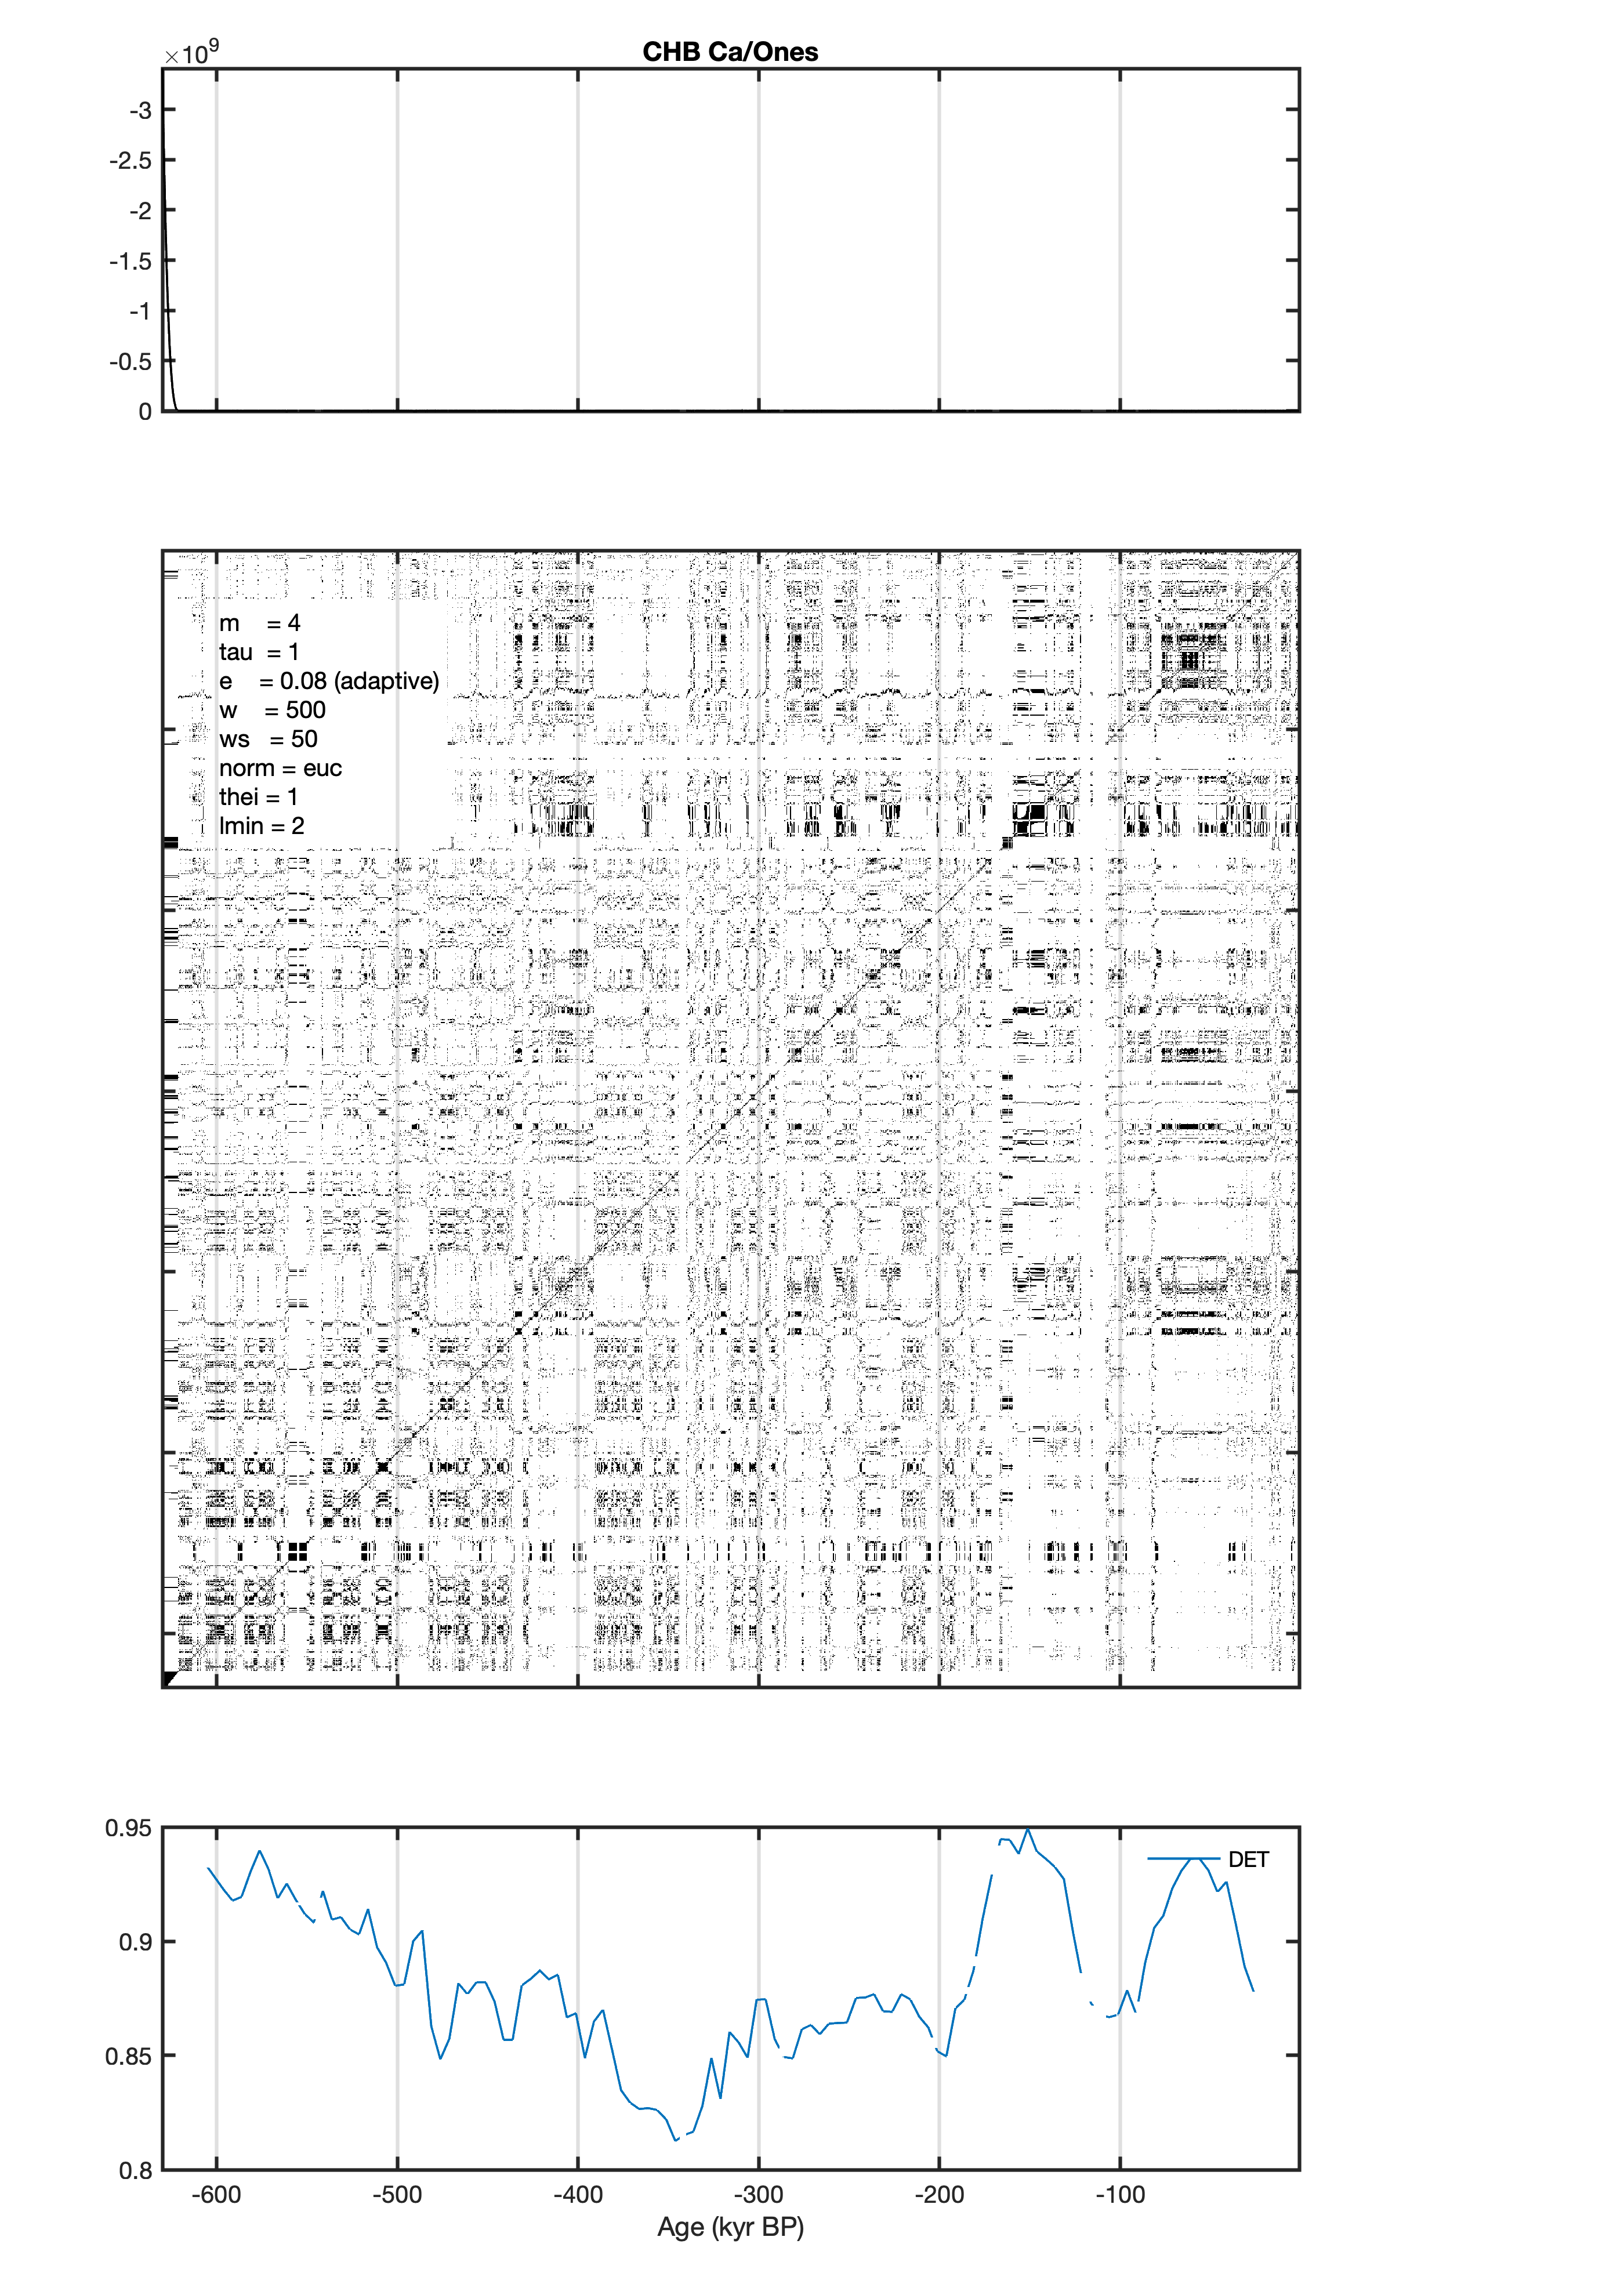 ×10^9
CHB Ca/Ones
-3
-2.5
-2
-1.5
-1
-0.5
0
m = 4
tau = 1
e = 0.08 (adaptive)
w = 500
ws = 50
norm = euc
thei = 1
lmin = 2
0.95
DET
0.9
0.85
0.8
-600 -500 -400 -300 -200 -100
Age (kyr BP)